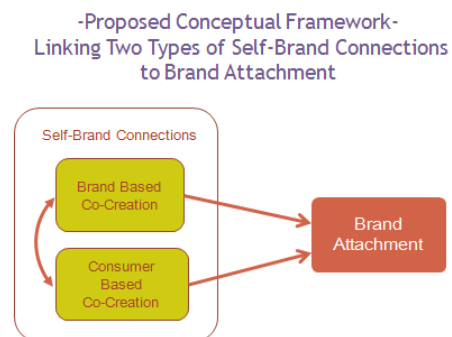 -Proposed Conceptual Framework-
Linking Two Types of Self-Brand Connections
to Brand Attachment
Self-Brand Connections
Brand Based
Co-Creation
Brand
Attachment
Consumer
Based
Co-Creation